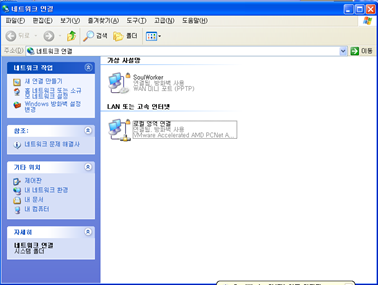 네트워크 연결
파일(F) 편집(E) 보기(V) 즐겨찾기(A) 도구(T) 고급(N) 도움말(H)
뒤로 검색 폴더
주소(D) 네트워크 연결 이동
네트워크 작업
새 연결 만들기
홈 네트워크 또는 소규모 네트워크 설정
Windows 방화벽 설정 변경
참조:
네트워크 문제 해결사
기타 위치
제어판
내 네트워크 환경
내 문서
내 컴퓨터
자세히
네트워크 연결
시스템 폴더
가상 사설망
SoulWorker
연결됨, 방화벽 사용
WAN 미니 포트 (PPTP)
LAN 또는 고속 인터넷
로컬 영역 연결
연결됨, 방화벽 사용
VMware Accelerated AMD PCNet A...